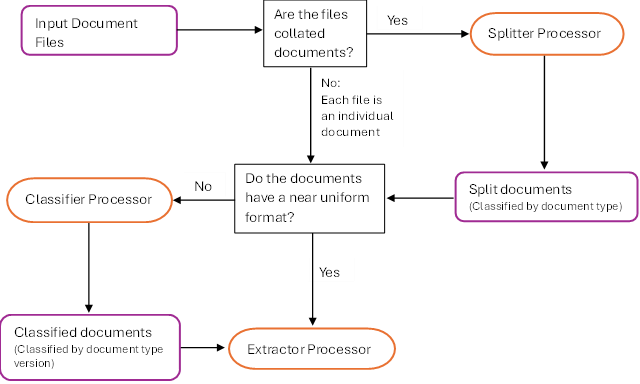 Input Document
Files
Are the files
collated
documents?
Yes
Splitter Processor
No:
Each file is
an individual
document
Do the documents
have a near uniform
format?
Split documents
(Classified by document type)
No
Classifier Processor
Yes
Classified documents
(Classified by document type
version)
Extractor Processor